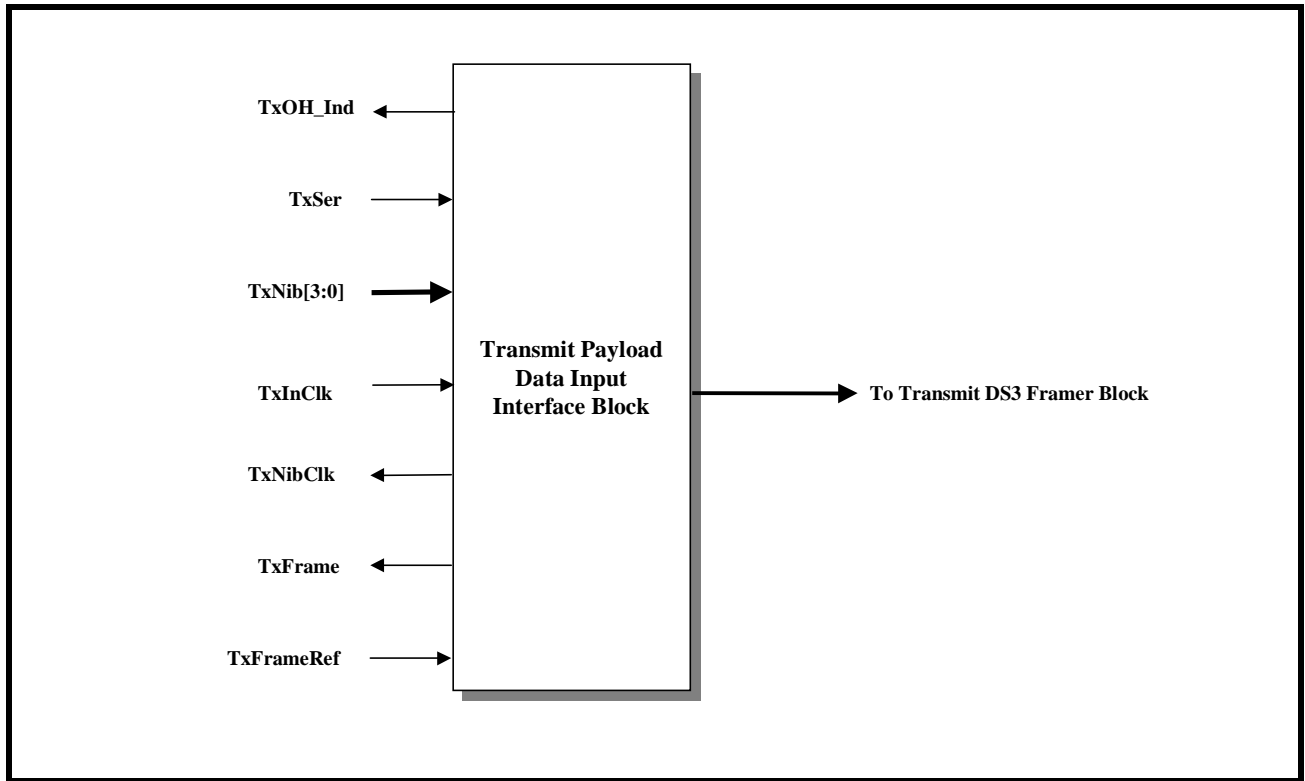 TxOH_Ind
TxSer
TxNib[3:0]
TxInClk
TxNibClk
TxFrame
TxFrameRef
Transmit Payload
Data Input
Interface Block
To Transmit DS3 Framer Block